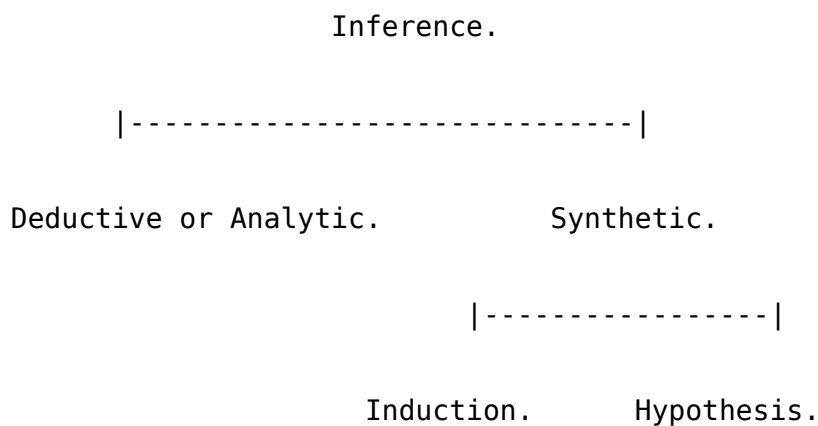 Inference.
|------------------------------|
Deductive or Analytic. Synthetic.
|-----------------|
Induction. Hypothesis.